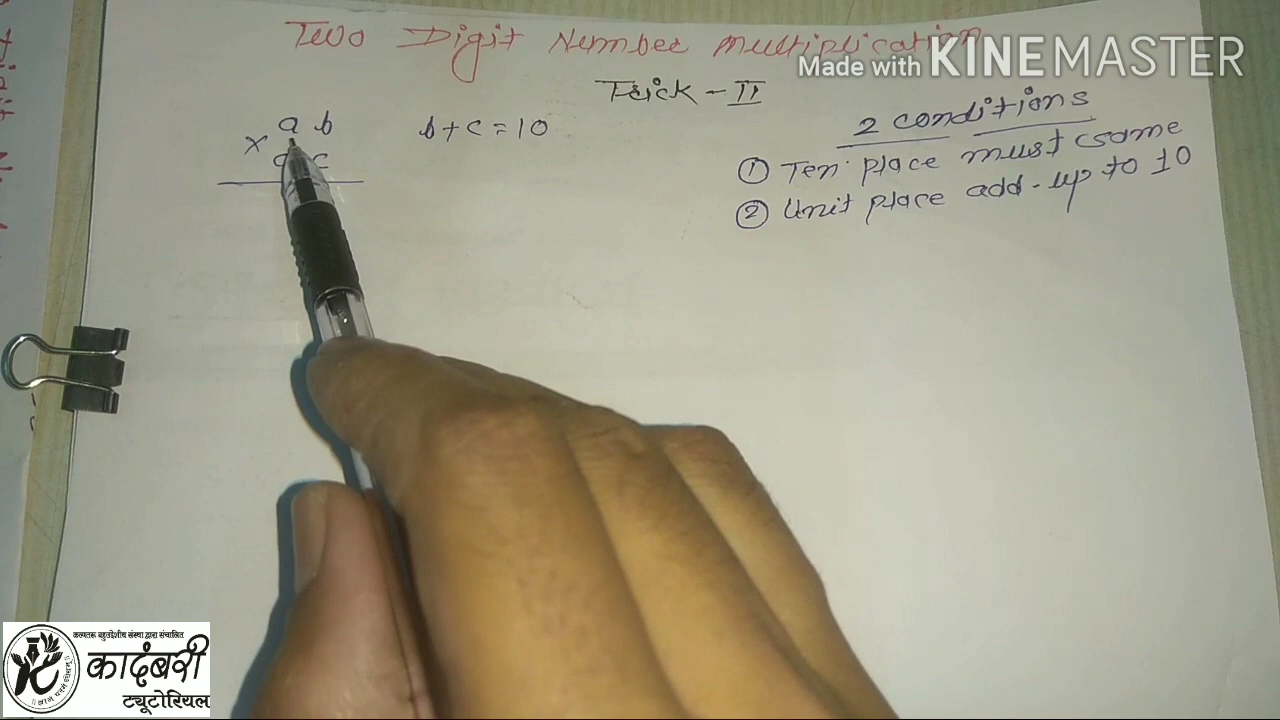 Two Digit Number Multiplication
Made with KINEMASTER
Trick - II
a b
b + c = 10
2 conditions
×
c
① Ten place must same
② Unit place add-up to 10
कादंबरी
ट्यूटोरियल